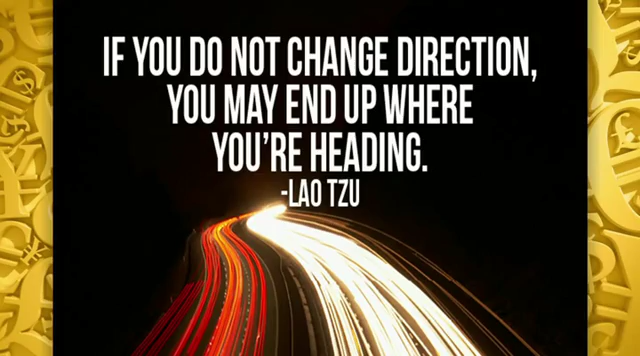 IF YOU DO NOT CHANGE DIRECTION,
YOU MAY END UP WHERE
YOU'RE HEADING.
-LAO TZU